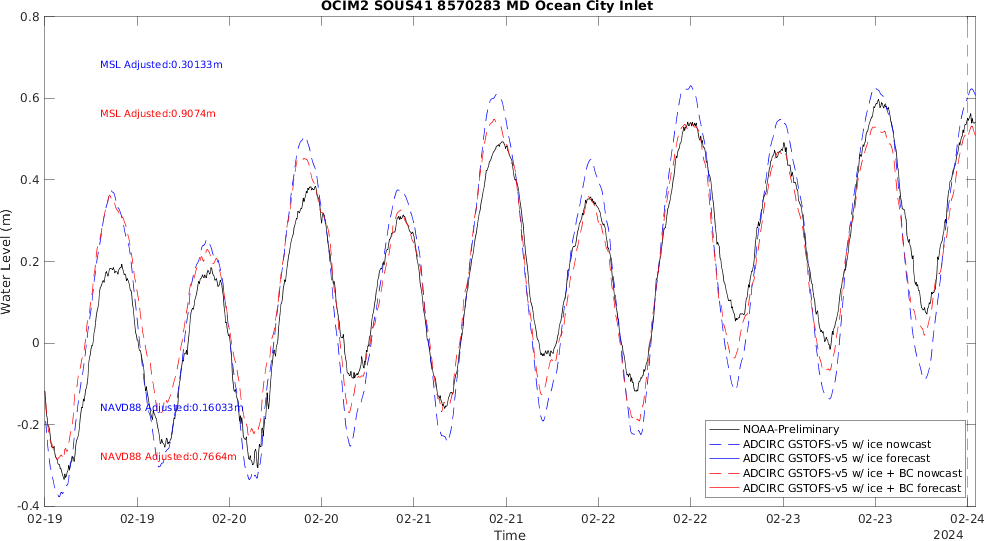 OCIM2 SOUS41 8570283 MD Ocean City Inlet
0.8
MSL Adjusted:0.30133m
0.6
MSL Adjusted:0.9074m
0.4
0.2
Water Level (m)
0
NAVD88 Adjusted:0.16033m
-0.2
NAVD88 Adjusted:0.7664m
-0.4
NOAA-Preliminary
ADCIRC GSTOFS-v5 w/ ice nowcast
ADCIRC GSTOFS-v5 w/ ice forecast
ADCIRC GSTOFS-v5 w/ ice + BC nowcast
ADCIRC GSTOFS-v5 w/ ice + BC forecast
02-19 02-19 02-20 02-20 02-21 02-21 02-22 02-22 02-23 02-23 02-24
Time
2024